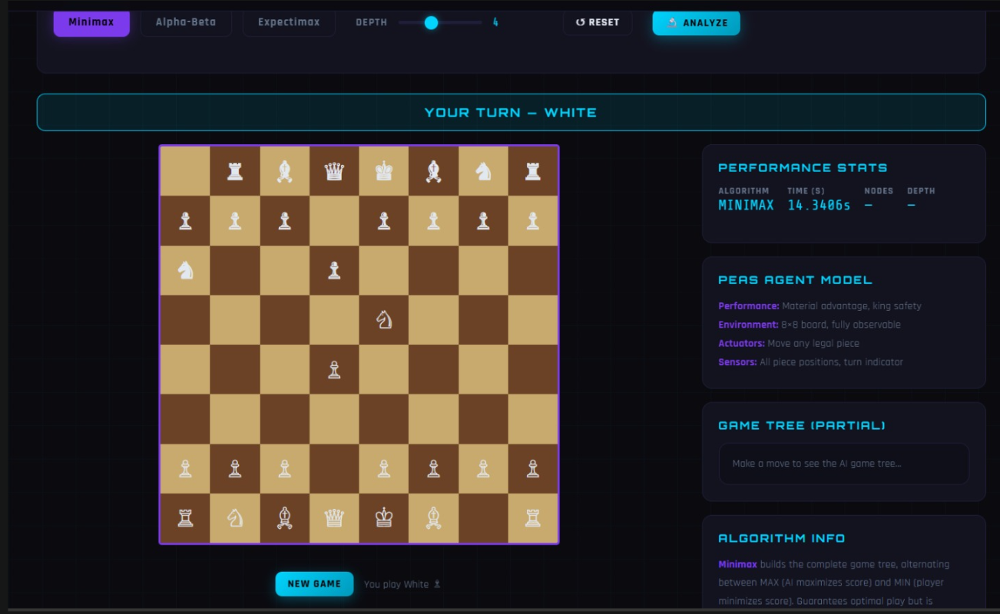 Minimax Alpha-Beta Expectimax DEPTH 4 ↺ RESET 🔬 ANALYZE
YOUR TURN — WHITE
PERFORMANCE STATS
ALGORITHM TIME (S) NODES DEPTH
MINIMAX 14.3406s — —
PEAS AGENT MODEL
Performance: Material advantage, king safety
Environment: 8×8 board, fully observable
Actuators: Move any legal piece
Sensors: All piece positions, turn indicator
GAME TREE (PARTIAL)
Make a move to see the AI game tree...
ALGORITHM INFO
Minimax builds the complete game tree, alternating
between MAX (AI maximizes score) and MIN (player
minimizes score). Guarantees optimal play but is
NEW GAME You play White ♟